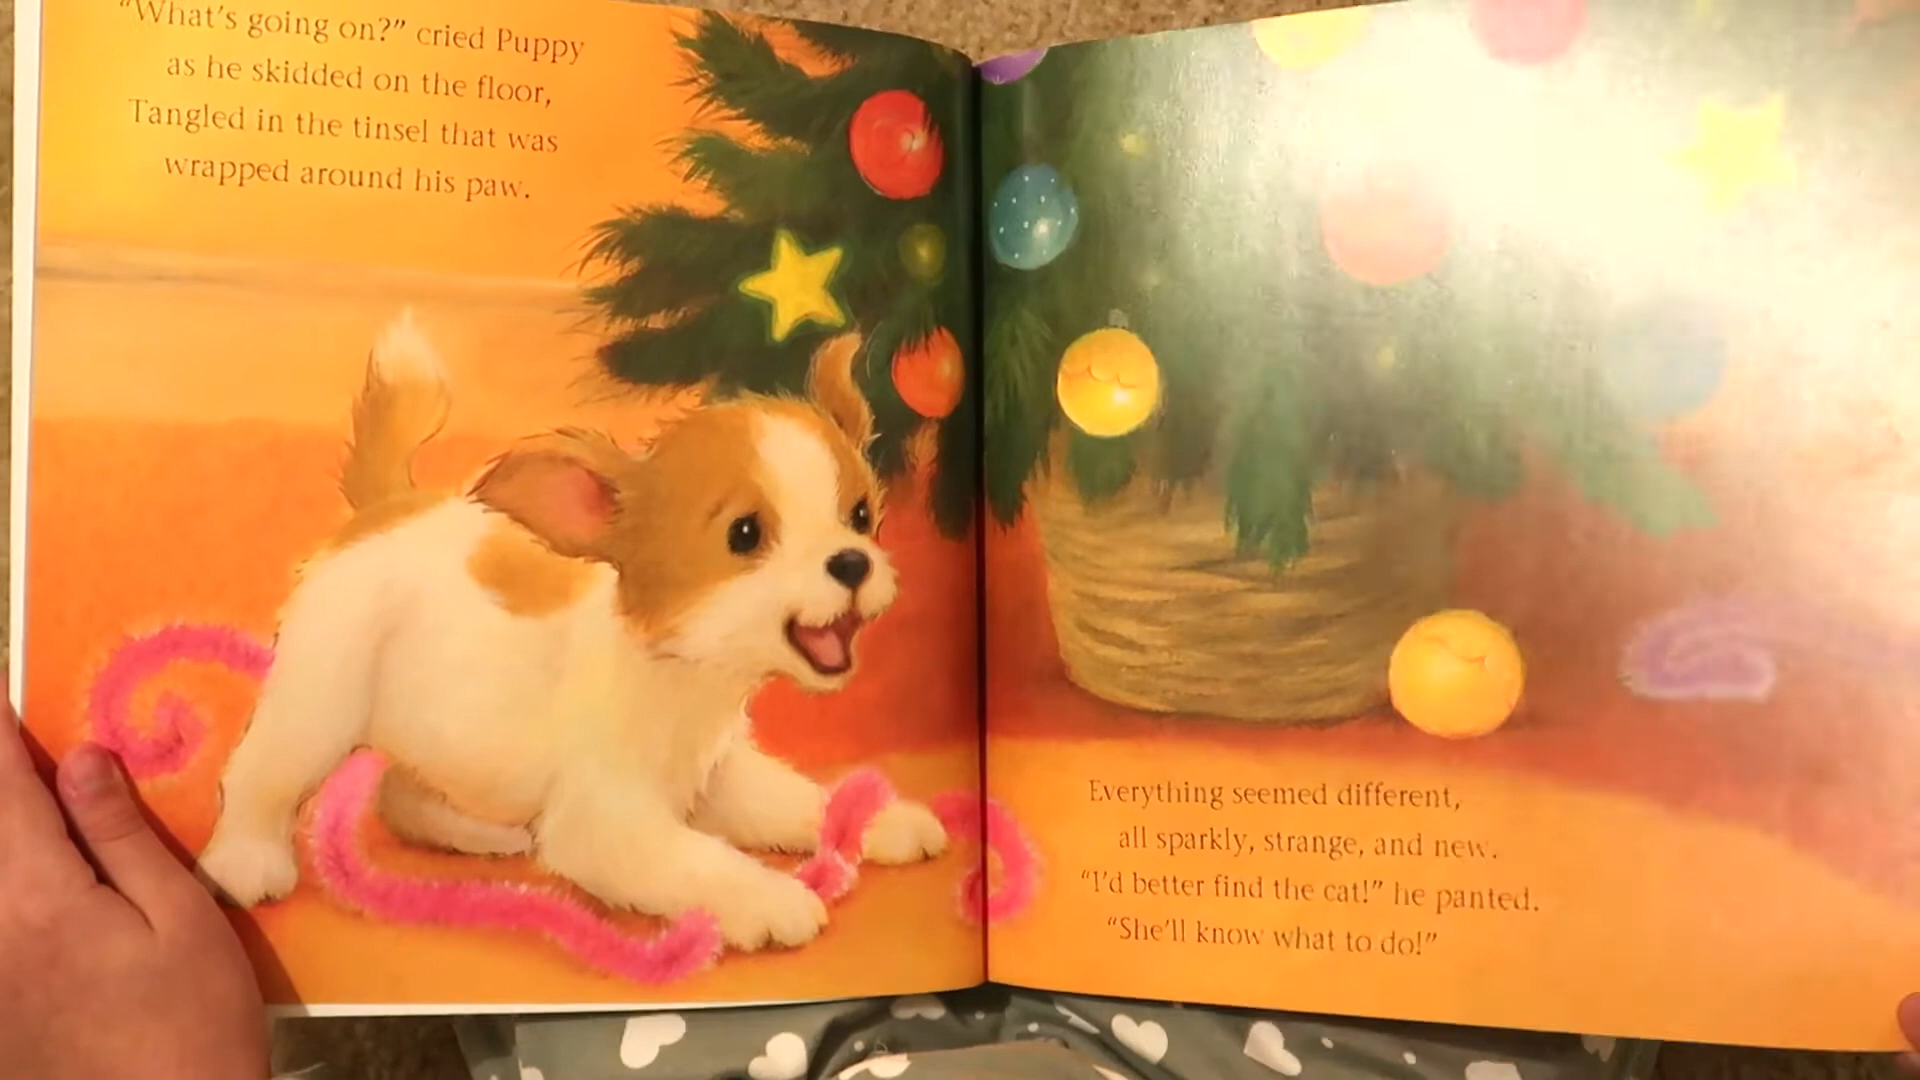 “What’s going on?” cried Puppy
as he skidded on the floor,
Tangled in the tinsel that was
wrapped around his paw.
Everything seemed different,
all sparkly, strange, and new.
“I’d better find the cat!” he panted.
“She’ll know what to do!”